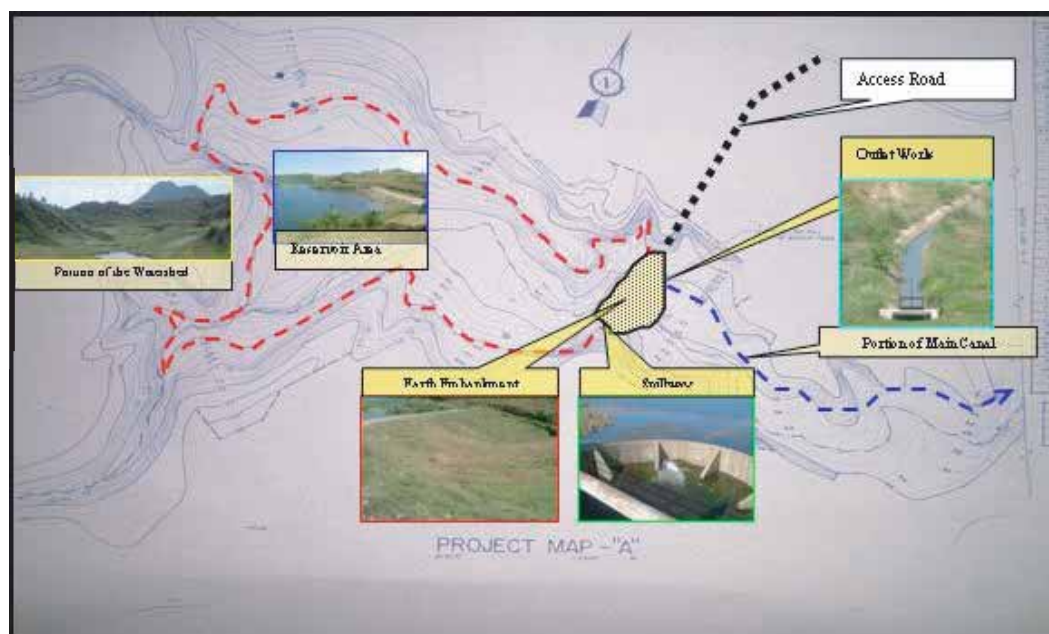 Access Road
Outlet Work
Reservoir Area
Portion of the Watershed
Portion of Main Canal
Earth Embankment
Spillway
PROJECT MAP - "A"